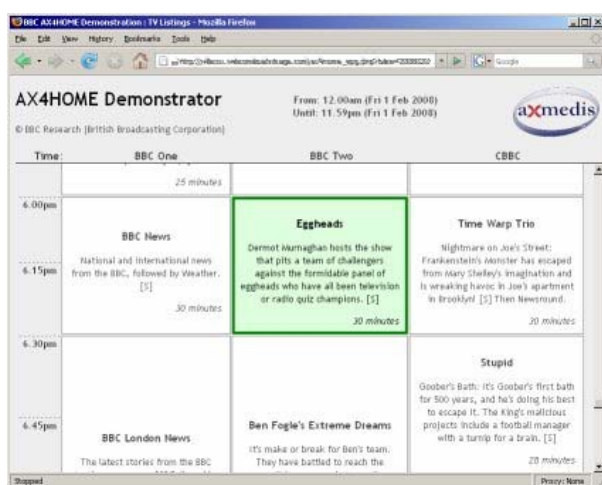 BBC AX4HOME Demonstration : TV Listings - Mozilla Firefox
File Edit View History Bookmarks Tools Help
Google
AX4HOME Demonstrator
© BBC Research (British Broadcasting Corporation)
From: 12.00am (Fri 1 Feb 2008)
Until: 11.59pm (Fri 1 Feb 2008)
axmedis
Time: BBC One BBC Two CBBC
25 minutes
6.00pm
6.15pm
6.30pm
6.45pm
BBC News
National and international news
from the BBC, followed by Weather.
[S]
30 minutes
BBC London News
The latest stories from the BBC
Eggheads
Dermot Murnaghan hosts the show
that pits a team of challengers
against the formidable panel of
eggheads who have all been television
or radio quiz champions. [S]
30 minutes
Ben Fogle's Extreme Dreams
It's make or break for Ben's team.
They have battled to reach the
Time Warp Trio
Nightmare on Joe's Street:
Frankenstein's Monster has escaped
from Mary Shelley's imagination and
is wreaking havoc in Joe's apartment
in Brooklyn! [S] Then Newsround.
30 minutes
Stupid
Goober's Bath: It's Goober's first bath
for 500 years, and he's doing his best
to escape it. The King's malicious
projects include a football manager
with a turnip for a brain. [S]
28 minutes
Stopped
Proxy: None